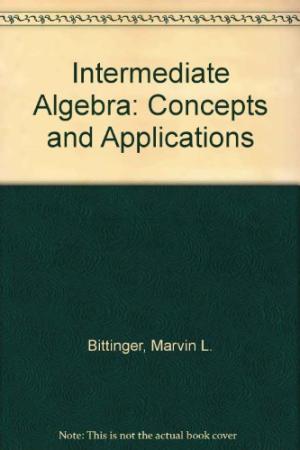 Intermediate
Algebra: Concepts
and Applications
Bittinger, Marvin L.
Note: This is not the actual book cover